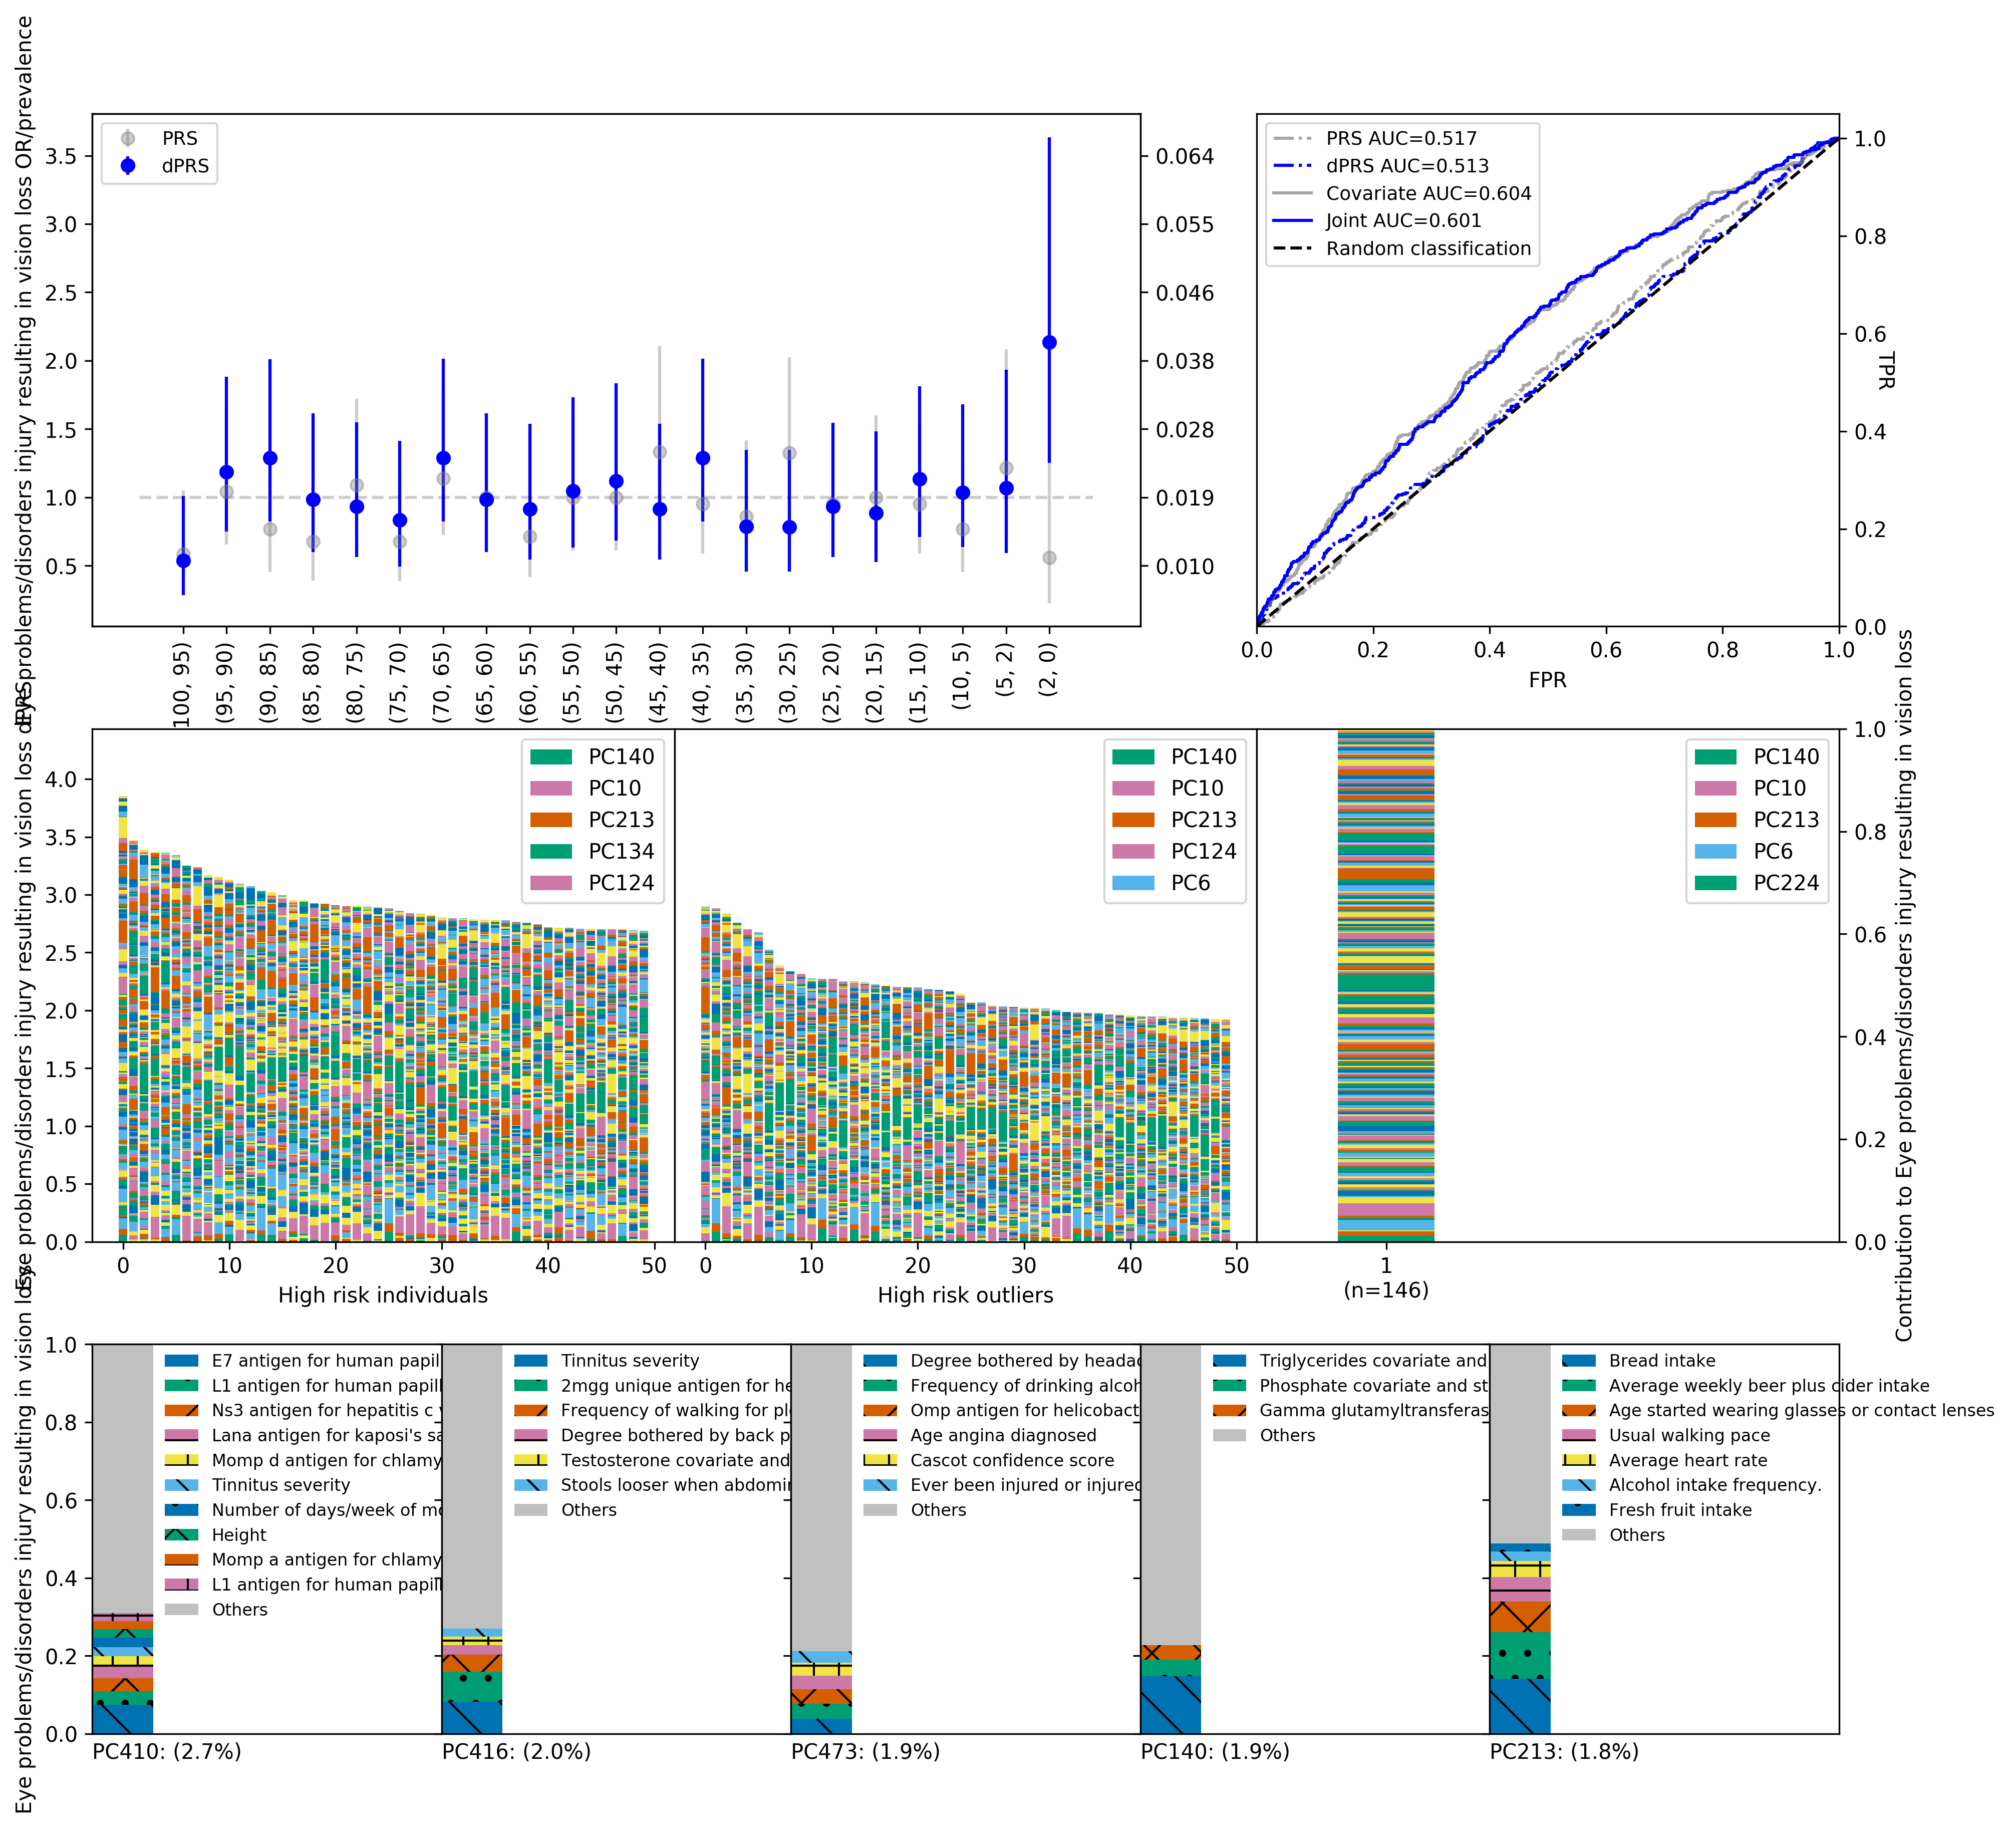 Eye problems/disorders injury resulting in vision loss OR/prevalence
3.5
3.0
2.5
2.0
1.5
1.0
0.5
PRS
dPRS
0.064
0.055
0.046
0.038
0.028
0.019
0.010
100, 95)
(95, 90)
(90, 85)
(85, 80)
(80, 75)
(75, 70)
(70, 65)
(65, 60)
(60, 55)
(55, 50)
(50, 45)
(45, 40)
(40, 35)
(35, 30)
(30, 25)
(25, 20)
(20, 15)
(15, 10)
(10, 5)
(5, 2)
(2, 0)
PRS AUC=0.517
dPRS AUC=0.513
Covariate AUC=0.604
Joint AUC=0.601
Random classification
1.0
0.8
0.6
0.4
0.2
0.0
TPR
0.0
0.2
0.4
0.6
0.8
1.0
FPR
Eye problems/disorders injury resulting in vision loss dPRS
4.0
3.5
3.0
2.5
2.0
1.5
1.0
0.5
0.0
PC140
PC10
PC213
PC134
PC124
0
10
20
30
40
50
High risk individuals
PC140
PC10
PC213
PC124
PC6
0
10
20
30
40
50
High risk outliers
PC140
PC10
PC213
PC6
PC224
1
(n=146)
1.0
0.8
0.6
0.4
0.2
0.0
Contribution to Eye problems/disorders injury resulting in vision loss
Eye problems/disorders injury resulting in vision loss
1.0
0.8
0.6
0.4
0.2
0.0
E7 antigen for human papil
L1 antigen for human papill
Ns3 antigen for hepatitis c
Lana antigen for kaposi's sa
Momp d antigen for chlamy
Tinnitus severity
Number of days/week of mo
Height
Momp a antigen for chlamy
L1 antigen for human papill
Others
PC410: (2.7%)
Tinnitus severity
2mgg unique antigen for he
Frequency of walking for ple
Degree bothered by back p
Testosterone covariate and
Stools looser when abdomin
Others
PC416: (2.0%)
Degree bothered by headac
Frequency of drinking alcoh
Omp antigen for helicobact
Age angina diagnosed
Cascot confidence score
Ever been injured or injured
Others
PC473: (1.9%)
Triglycerides covariate and
Phosphate covariate and st
Gamma glutamyltransferas
Others
PC140: (1.9%)
Bread intake
Average weekly beer plus cider intake
Age started wearing glasses or contact lenses
Usual walking pace
Average heart rate
Alcohol intake frequency.
Fresh fruit intake
Others
PC213: (1.8%)